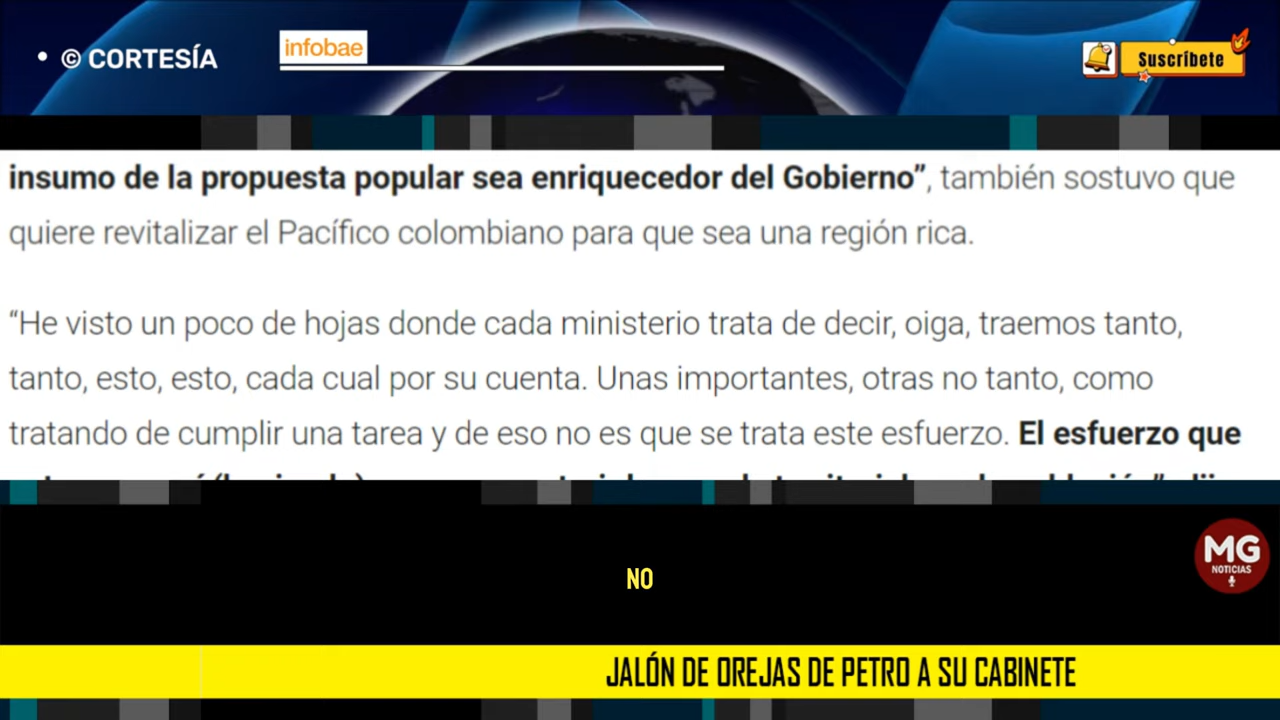 • © CORTESÍA
infobae
Suscríbete
insumo de la propuesta popular sea enriquecedor del Gobierno”, también sostuvo que
quiere revitalizar el Pacífico colombiano para que sea una región rica.
“He visto un poco de hojas donde cada ministerio trata de decir, oiga, traemos tanto,
tanto, esto, esto, cada cual por su cuenta. Unas importantes, otras no tanto, como
tratando de cumplir una tarea y de eso no es que se trata este esfuerzo. El esfuerzo que
NO
MG
NOTICIAS
JALÓN DE OREJAS DE PETRO A SU CABINETE